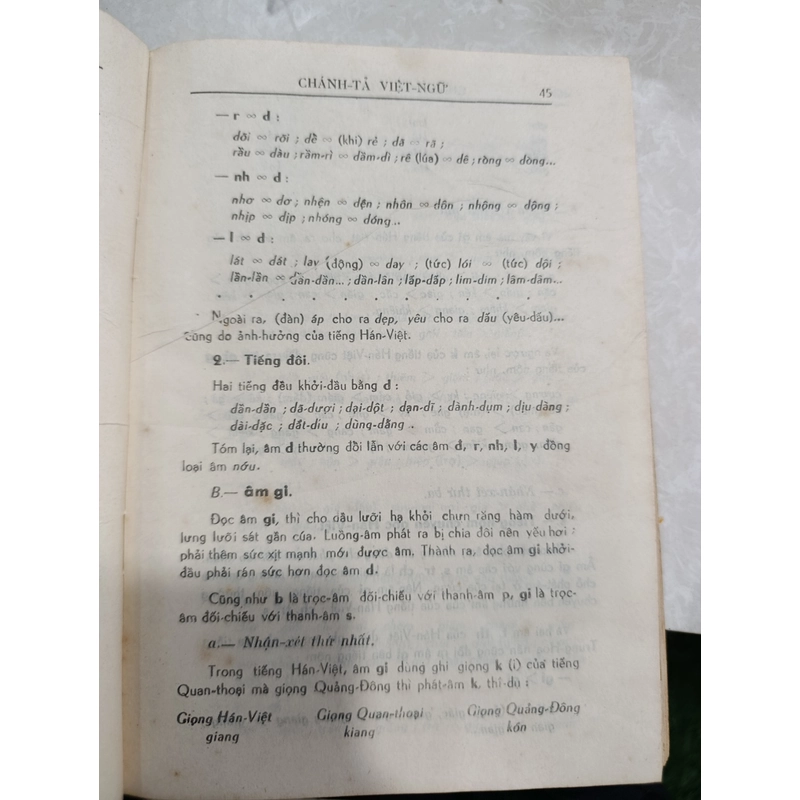 CHÁNH-TẢ VIỆT-NGỮ 45
— r ∞ d :
dôi ∞ rôi ; dề ∞ (khi) rẻ ; dã ∞ rã ;
rầu ∞ dàu ; rầm-rì ∞ dầm-dì ; rê (lúa) ∞ dê ; ròng ∞ dòng...
— nh ∞ d :
nhơ ∞ dơ ; nhện ∞ dện ; nhôn ∞ dôn ; nhộng ∞ dộng ;
nhịp ∞ dịp ; nhóng ∞ dóng...
— l ∞ d :
lát ∞ dát ; lay (động) ∞ day ; (tức) lói ∞ (tức) dội ;
lần-lần ∞ dần-dần... ; dần-lân ; lấp-dấp ; lim-dim ; lăm-dăm...
. . . . . . . . . .
Ngoài ra, (đàn) áp cho ra dẹp, yêu cho ra dấu (yêu-dấu)...
Cũng do ảnh-hưởng của tiếng Hán-Việt.
2.— Tiếng đôi.
Hai tiếng đều khởi-đầu bằng d :
dần-dần ; dã-dượi ; dại-dột ; dạn-dĩ ; dành-dụm ; dịu-dàng ;
dài-dặc ; dắt-díu ; dùng-dằng ..
Tóm lại, âm d thường đổi lẫn với các âm đ, r, nh, l, y đồng
loại âm nớu.
B.— âm gi.
Đọc âm gi, thì cho đầu lưỡi hạ khỏi chưn răng hàm dưới,
lưng lưỡi sát gần cúa. Luồng-âm phát ra bị chia đôi nên yếu hơi :
phải thêm sức xịt mạnh mới được âm. Thành ra, đọc âm gi khởi-
đầu phải rán sức hơn đọc âm d.
Cũng như b là trọc-âm đối-chiếu với thanh-âm p, gi là trọc-
âm đối-chiếu với thanh-âm s.
a.— Nhận-xét thứ nhất.
Trong tiếng Hán-Việt, âm gi dùng ghi giọng k (i) của tiếng
Quan-thoại mà giọng Quảng-Đông thì phát-âm k, thí-dụ :
Giọng Hán-Việt Giọng Quan-thoại Giọng Quảng-Đông
giang kiang kồn